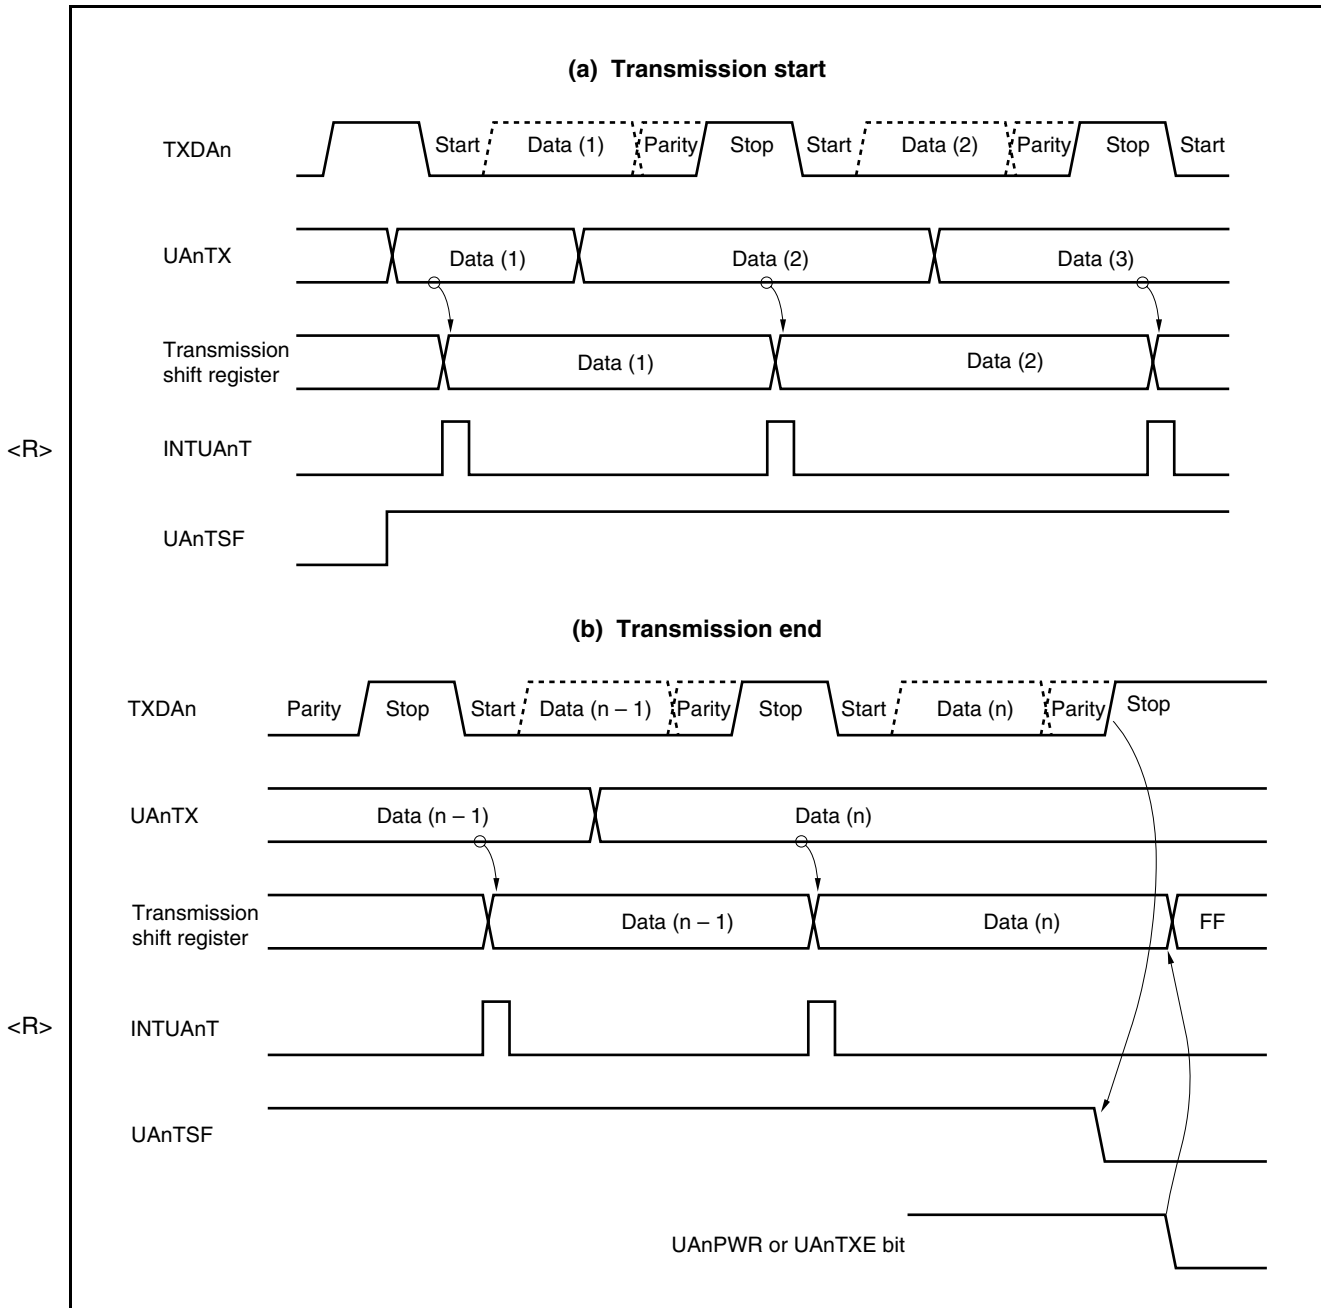 (a) Transmission start
TXDAn Start Data (1) Parity Stop Start Data (2) Parity Stop Start
UAnTX Data (1) Data (2) Data (3)
Transmission
shift register Data (1) Data (2)
<R> INTUAnT
UAnTSF
(b) Transmission end
TXDAn Parity Stop Start Data (n – 1) Parity Stop Start Data (n) Parity Stop
UAnTX Data (n – 1) Data (n)
Transmission
shift register Data (n – 1) Data (n) FF
<R> INTUAnT
UAnTSF
UAnPWR or UAnTXE bit